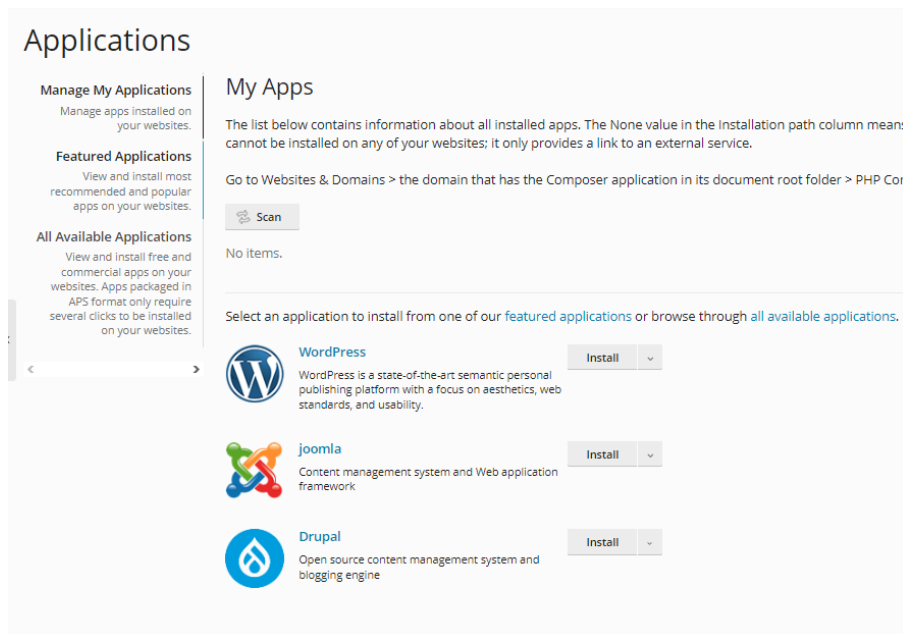 Applications
Manage My Applications
Manage apps installed on
your websites.
Featured Applications
View and install most
recommended and popular
apps on your websites.
All Available Applications
View and install free and
commercial apps on your
websites. Apps packaged in
APS format only require
several clicks to be installed
on your websites.
My Apps
The list below contains information about all installed apps. The None value in the Installation path column means
cannot be installed on any of your websites; it only provides a link to an external service.
Go to Websites & Domains > the domain that has the Composer application in its document root folder > PHP
Scan
No items.
Select an application to install from one of our featured applications or browse through all available applications.
WordPress
Install
WordPress is a state-of-the-art semantic personal
publishing platform with a focus on aesthetics, web
standards, and usability.
joomla
Install
Content management system and Web application
framework
Drupal
Install
Open source content management system and
blogging engine